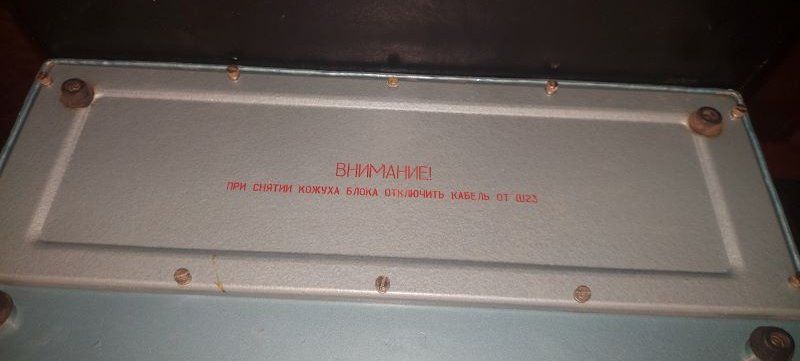 ВНИМАНИЕ!
ПРИ СНЯТИИ КОЖУХА БЛОКА ОТКЛЮЧИТЬ КАБЕЛЬ ОТ Ш23